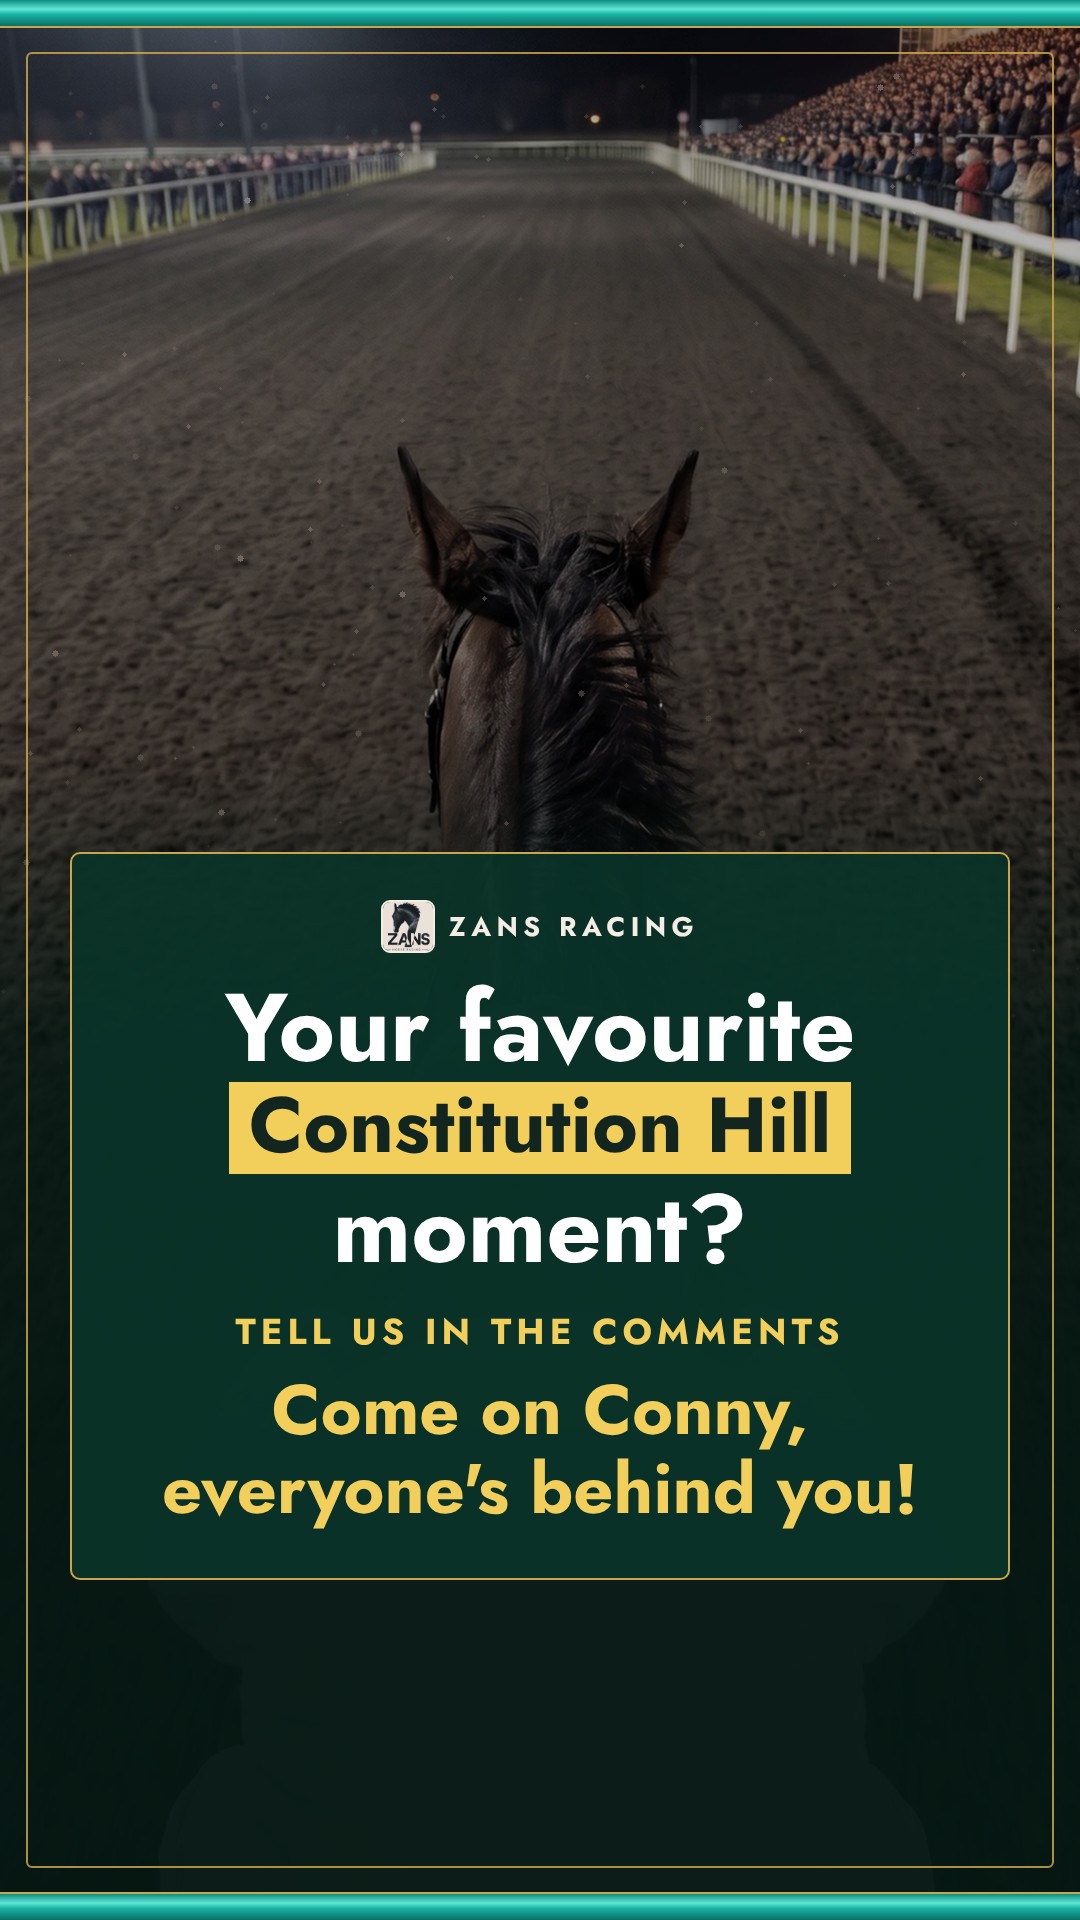 ZANS
ZANS RACING
Your favourite
Constitution Hill
moment?
TELL US IN THE COMMENTS
Come on Conny,
everyone's behind you!